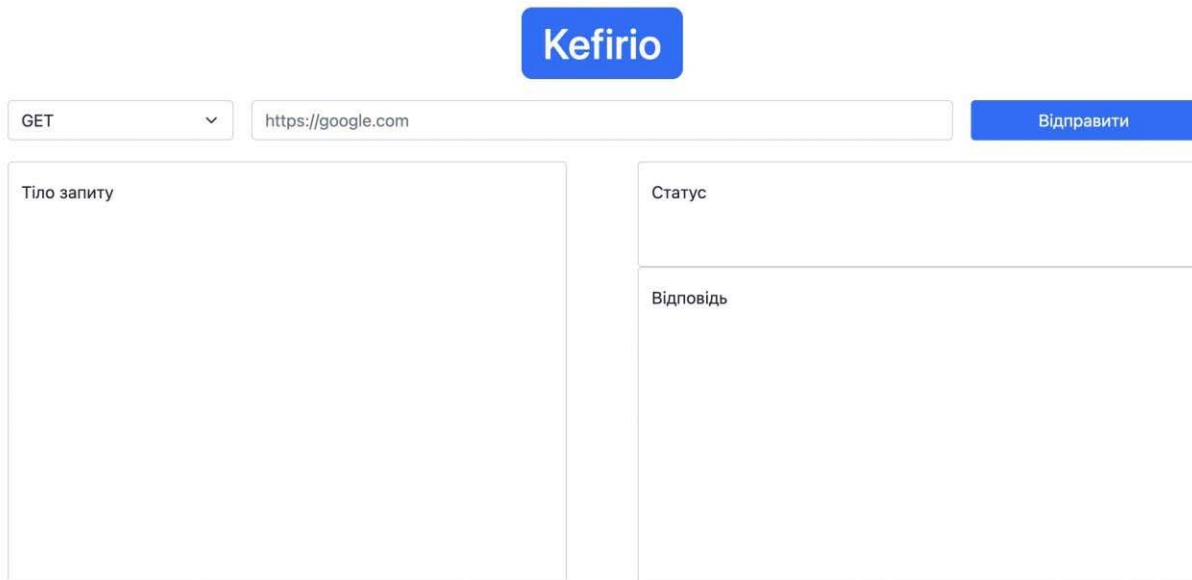 Kefirio
GET
https://google.com
Відправити
Тіло запиту
Статус
Відповідь